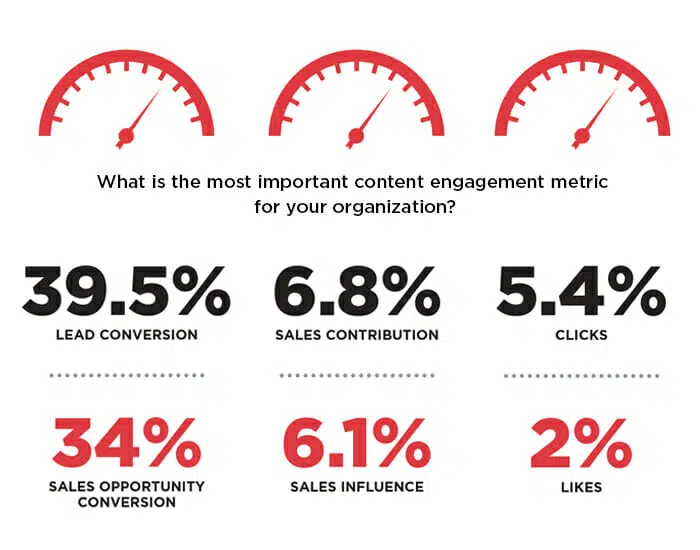 What is the most important content engagement metric
for your organization?
39.5%
LEAD CONVERSION
6.8%
SALES CONTRIBUTION
5.4%
CLICKS
34%
SALES OPPORTUNITY
CONVERSION
6.1%
SALES INFLUENCE
2%
LIKES